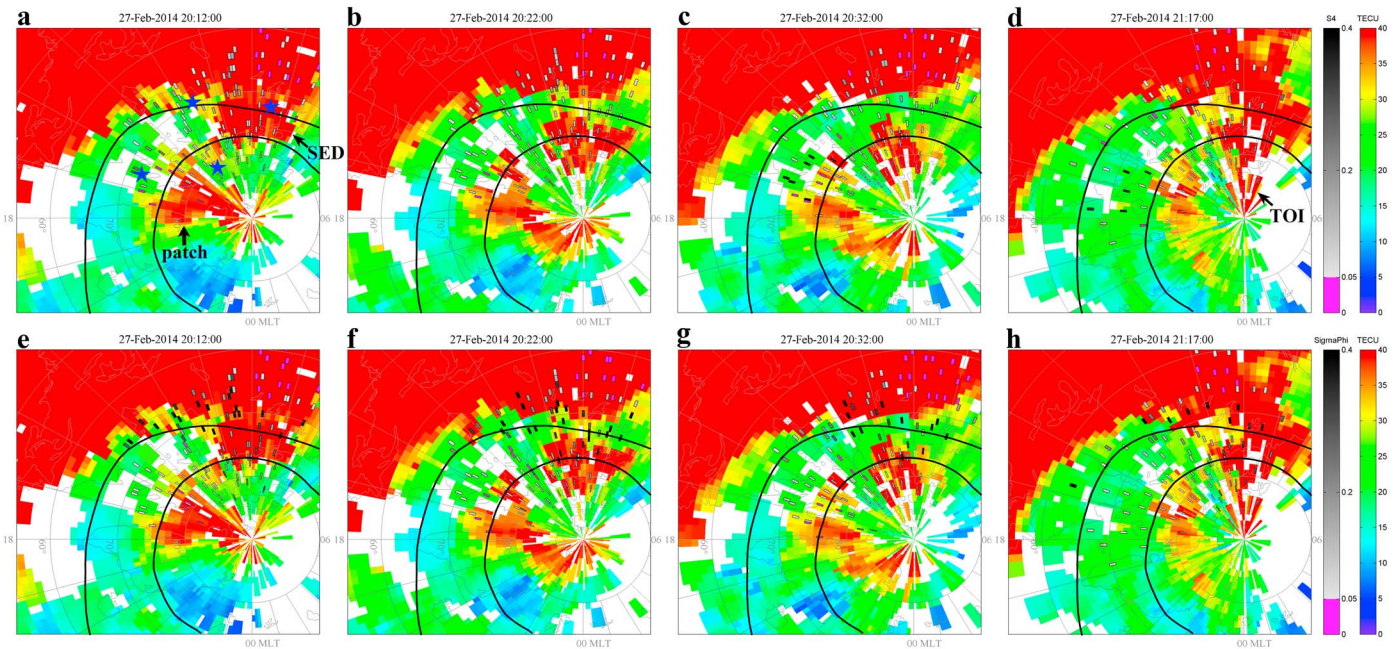 a 27-Feb-2014 20:12:00
b 27-Feb-2014 20:22:00
c 27-Feb-2014 20:32:00
d 27-Feb-2014 21:17:00
S4 TECU
0.4 40
35
30
25
0.2 20
15
10
0.05 5
0 0
SED
patch
TOI
18
60°
06 18
06 18
06 18
00 MLT
00 MLT
00 MLT
00 MLT
e 27-Feb-2014 20:12:00
f 27-Feb-2014 20:22:00
g 27-Feb-2014 20:32:00
h 27-Feb-2014 21:17:00
SigmaPhi TECU
0.4 40
35
30
25
0.2 20
15
10
0.05 5
0 0
18
60°
06 18
06 18
06 18
00 MLT
00 MLT
00 MLT
00 MLT